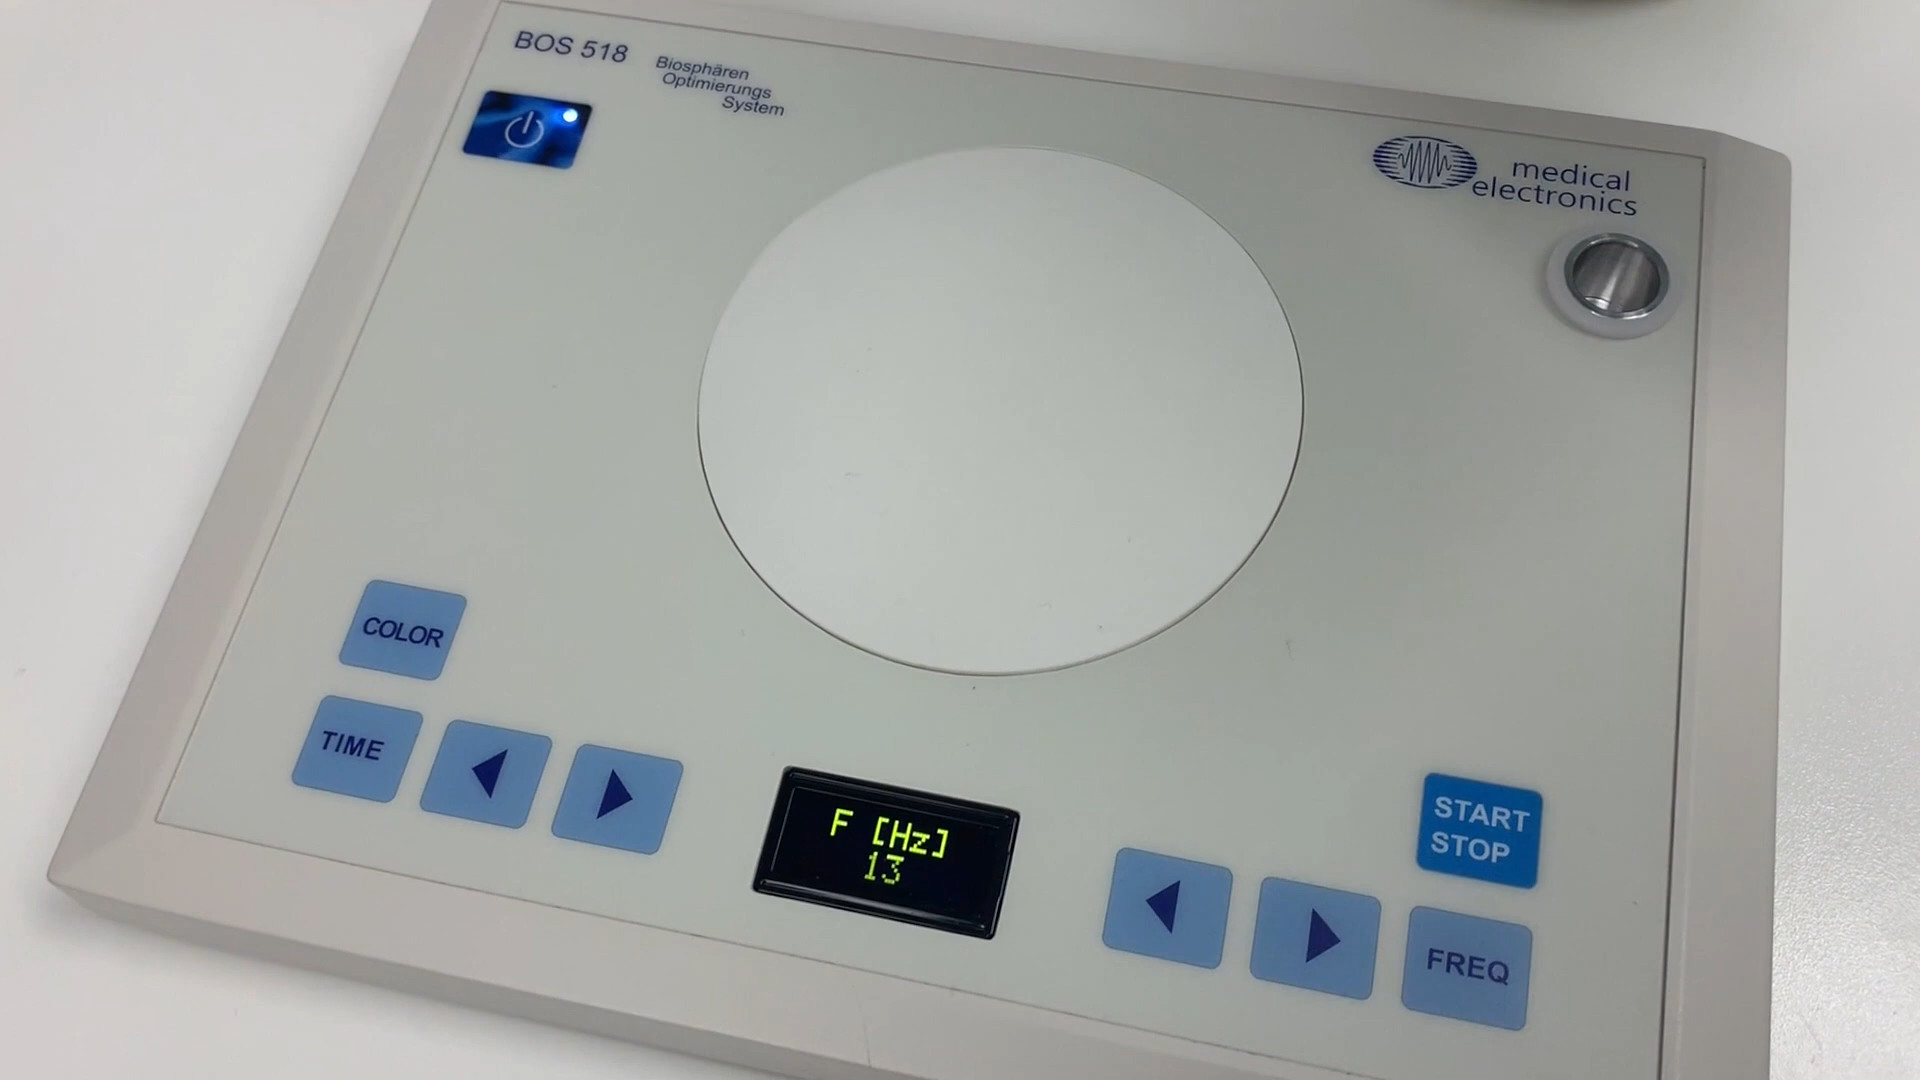 BOS 518
Biosphären
Optimierungs
System
medical
electronics
COLOR
TIME
F [Hz]
13
START
STOP
FREQ